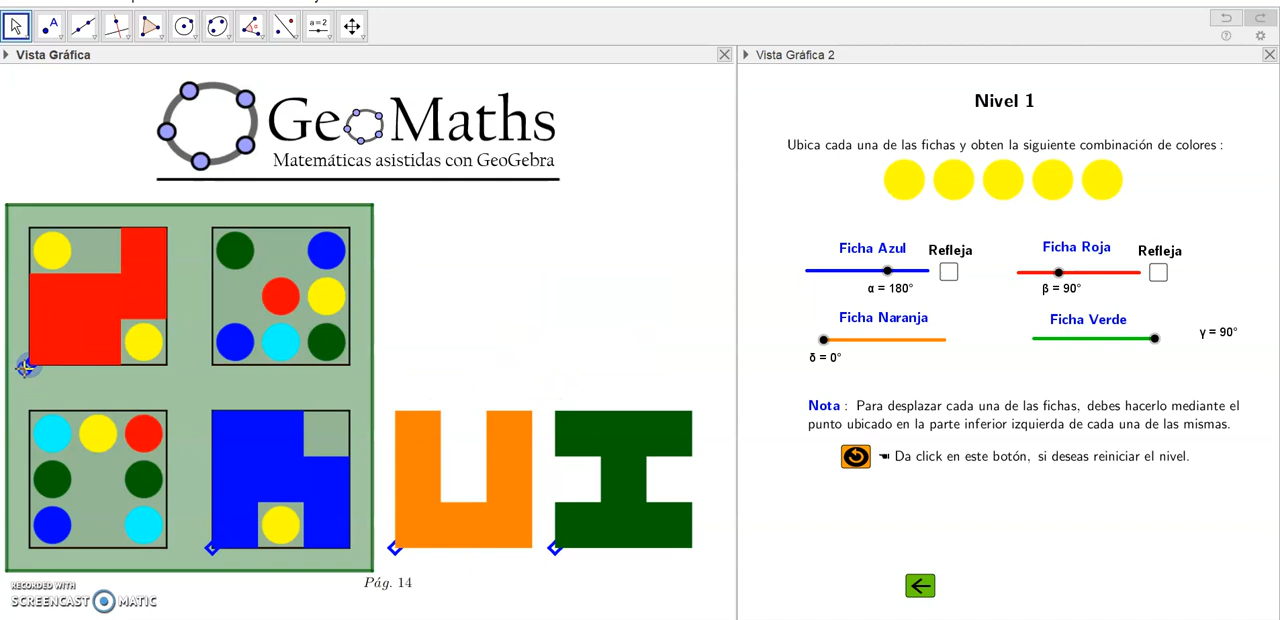 A
a = 2
Vista Gráfica
Vista Gráfica 2
GeoMaths
Matemáticas asistidas con GeoGebra
Nivel 1
Ubica cada una de las fichas y obten la siguiente combinación de colores :
Ficha Azul
Refleja
Ficha Roja
Refleja
α = 180°
β = 90°
Ficha Naranja
Ficha Verde
γ = 90°
δ = 0°
Nota : Para desplazar cada una de las fichas, debes hacerlo mediante el
punto ubicado en la parte inferior izquierda de cada una de las mismas.
Da click en este botón, si deseas reiniciar el nivel.
Pág. 14
RECORDED WITH
SCREENCAST MATIC